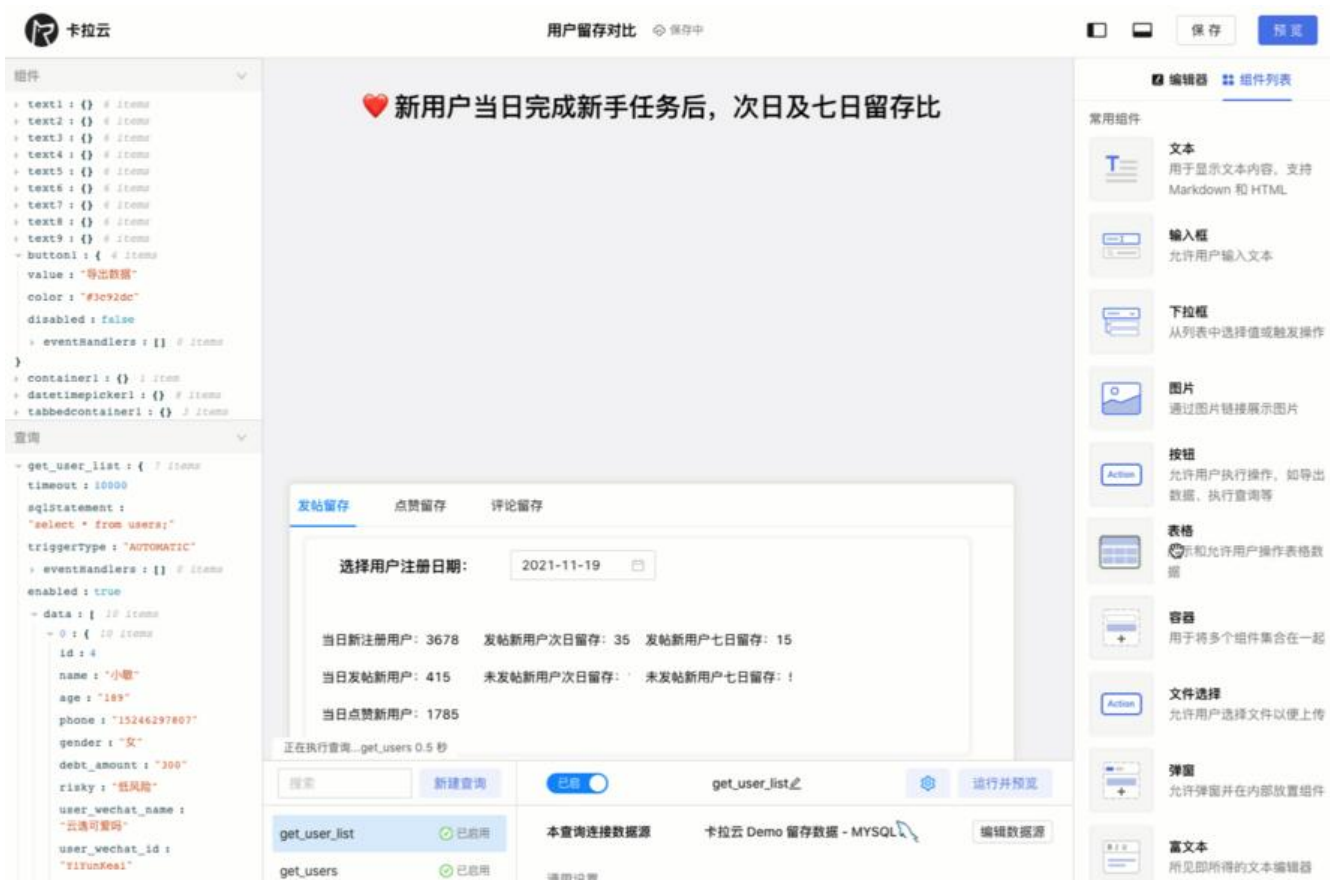 卡拉云
用户留存对比 保存中
保存 预览
组件
text1 : {} 6 items
text2 : {} 6 items
text3 : {} 6 items
text4 : {} 6 items
text5 : {} 6 items
text6 : {} 6 items
text7 : {} 6 items
text8 : {} 6 items
text9 : {} 6 items
button1 : { 4 items
value : "导出数据"
color : "#3c92dc"
disabled : false
eventHandlers : [] 0 items
}
container1 : {} 1 item
datetimepicker1 : {} items
tabbedcontainer1 : {} 3 items
查询
get_user_list : { 7 items
timeout : 10000
sqlStatement :
"select * from users;"
triggerType : "AUTOMATIC"
eventHandlers : [] 0 items
enabled : true
data : [ 10 items
0 : { 10 items
id : 4
name : "小敏"
age : "189"
phone : "15246297807"
gender : "女"
debt_amount : "300"
risky : "低风险"
user_wechat_name :
"云逸可爱吗"
user_wechat_id :
"YiYunKeai"
❤️ 新用户当日完成新手任务后，次日及七日留存比
发帖留存 点赞留存 评论留存
选择用户注册日期： 2021-11-19
当日新注册用户：3678 发帖新用户次日留存：35 发帖新用户七日留存：15
当日发帖新用户：415 未发帖新用户次日留存： 未发帖新用户七日留存：
当日点赞新用户：1785
正在执行查询...get_users 0.5 秒
搜索 新建查询 已启 get_user_list 运行并预览
get_user_list 已启用 本查询连接数据源 卡拉云 Demo 留存数据 - MYSQL 编辑数据源
get_users 已启用
编辑器 组件列表
常用组件
文本
用于显示文本内容，支持
Markdown 和 HTML
输入框
允许用户输入文本
下拉框
从列表中选择值或触发操作
图片
通过图片链接展示图片
按钮
Action
允许用户执行操作，如导出
数据、执行查询等
表格
示和允许用户操作表格数
据
容器
用于将多个组件集合在一起
文件选择
Action
允许用户选择文件以便上传
弹窗
允许弹窗并在内部放置组件
富文本
B I U
所见即所得的文本编辑器